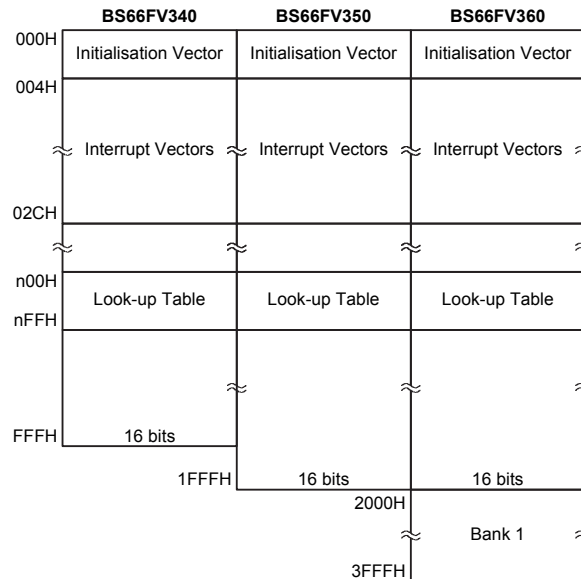 BS66FV340 BS66FV350 BS66FV360
000H
Initialisation Vector Initialisation Vector Initialisation Vector
004H
Interrupt Vectors Interrupt Vectors Interrupt Vectors
02CH
n00H
Look-up Table Look-up Table Look-up Table
nFFH
FFFH 16 bits
1FFFH 16 bits 16 bits
2000H
Bank 1
3FFFH